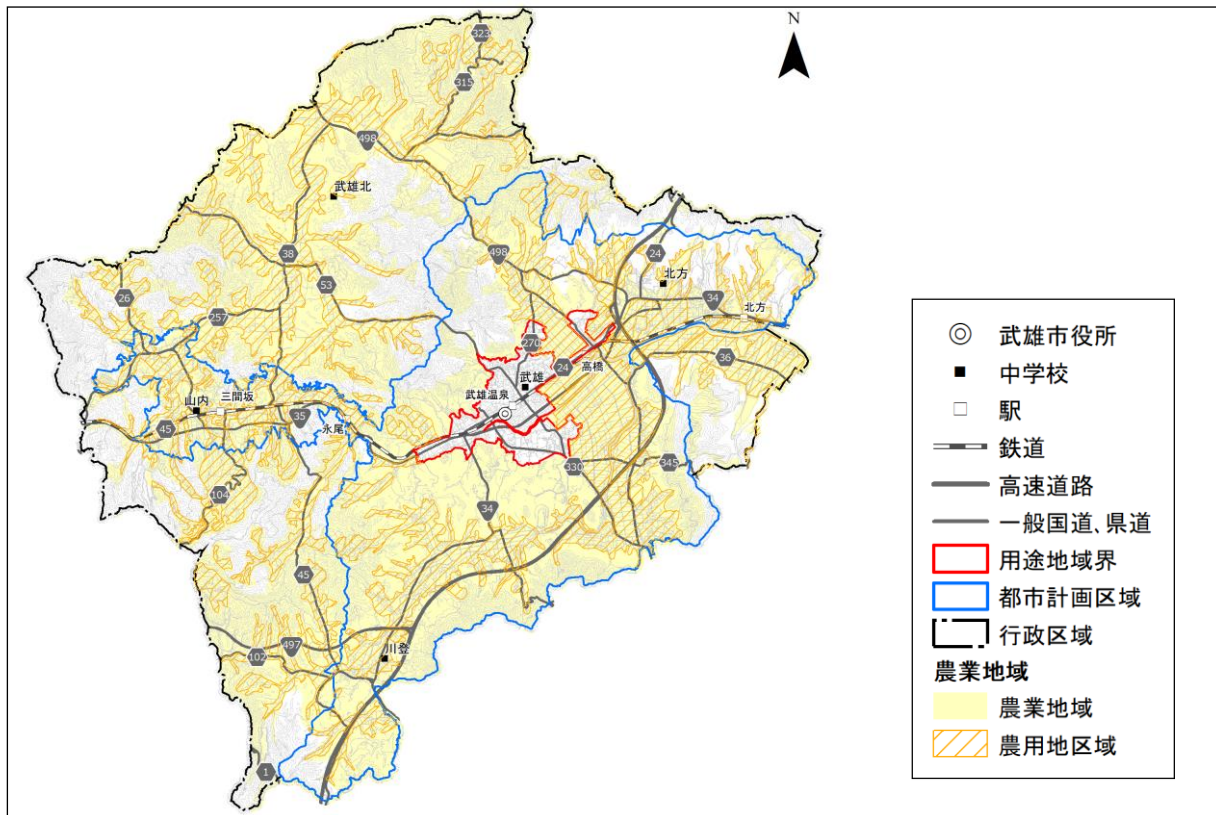 N
323
315
498
武雄北
498
24
38
北方
53
26
34
北方
257
270
36
24
高橋
武雄
三間坂
武雄温泉
山内
35
45
永尾
330
345
104
34
45
497
102
川登
1
武雄市役所
中学校
駅
鉄道
高速道路
一般国道、県道
用途地域界
都市計画区域
行政区域
農業地域
農業地域
農用地区域